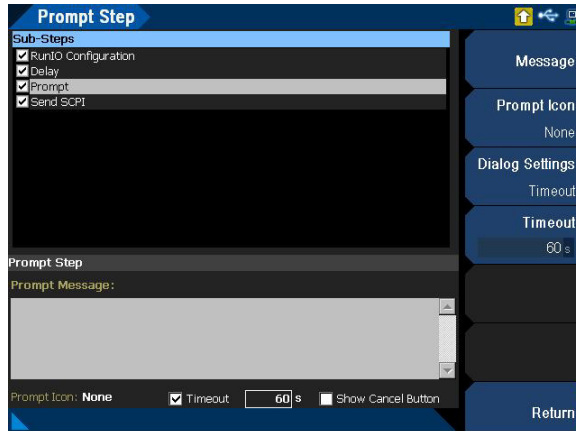 Prompt Step
Sub-Steps
RunIO Configuration
Delay
Prompt
Send SCPI
Prompt Step
Prompt Message:
Prompt Icon: None
Timeout
60 s
Show Cancel Button
Message
Prompt Icon
None
Dialog Settings
Timeout
Timeout
60 s
Return